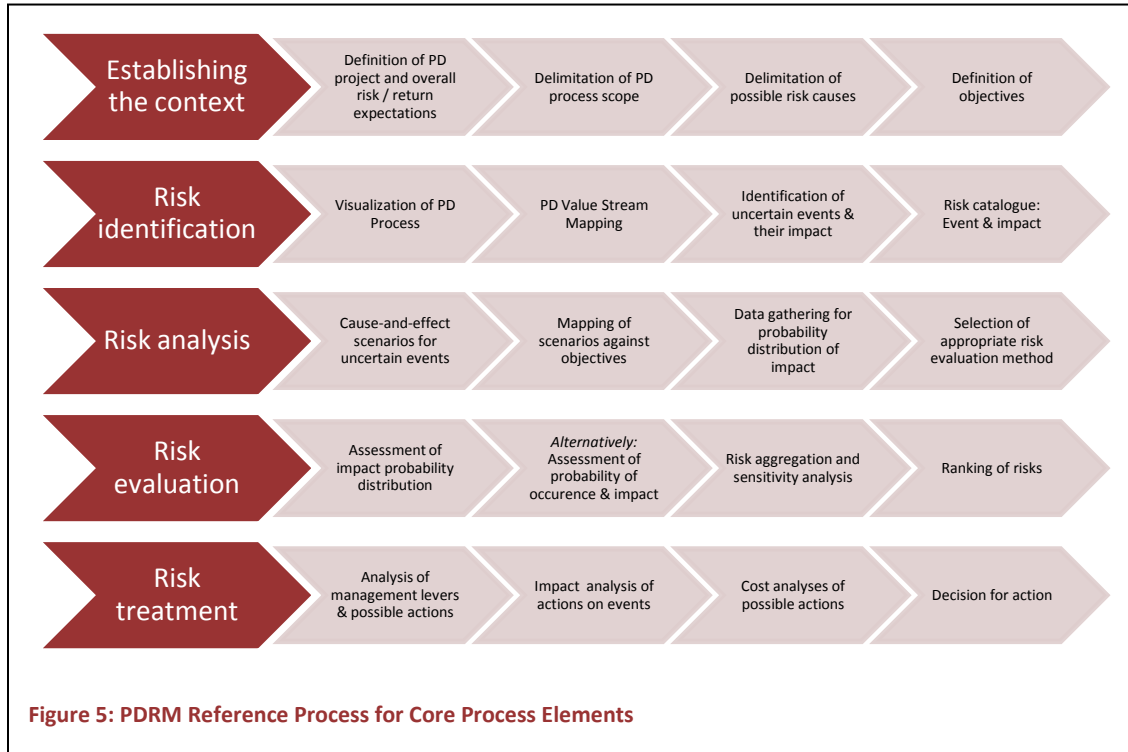 Establishing
the context
Definition of PD
project and overall
risk / return
expectations
Delimitation of PD
process scope
Delimitation of
possible risk causes
Definition of
objectives
Risk
identification
Visualization of PD
Process
PD Value Stream
Mapping
Identification of
uncertain events &
their impact
Risk catalogue:
Event & impact
Risk analysis
Cause-and-effect
scenarios for
uncertain events
Mapping of
scenarios against
objectives
Data gathering for
probability
distribution of
impact
Selection of
appropriate risk
evaluation method
Risk
evaluation
Assessment of
impact probability
distribution
Alternatively:
Assessment of
probability of
occurence & impact
Risk aggregation and
sensitivity analysis
Ranking of risks
Risk
treatment
Analysis of
management levers
& possible actions
Impact analysis of
actions on events
Cost analyses of
possible actions
Decision for action
Figure 5: PDRM Reference Process for Core Process Elements